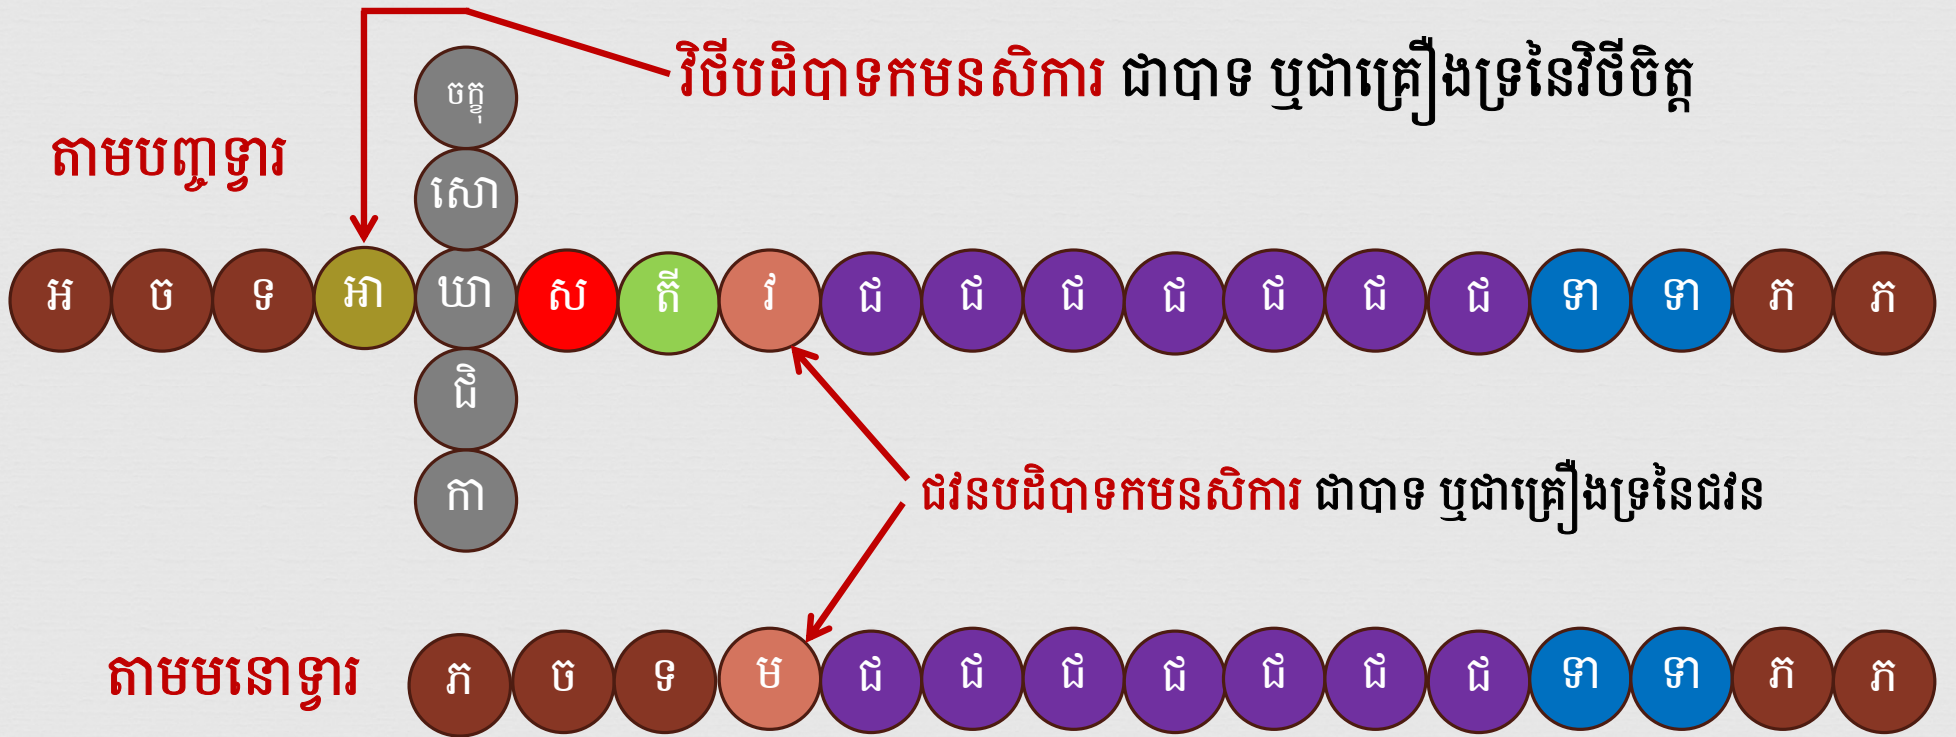 វិថីបដិបាទកមនសិការ ជាបាទ ឬជាគ្រឿងទ្រនៃវិថីចិត្ត
ចក្ខុ
តាមបញ្ចទ្វារ
សោ
អ ច ទ អា ឃា ស តី វ ជ ជ ជ ជ ជ ជ ជ ទា ទា ភ ភ
ជិ
ជវនបដិបាទកមនសិការ ជាបាទ ឬជាគ្រឿងទ្រនៃជវន
កា
តាមមនោទ្វារ ភ ច ទ ម ជ ជ ជ ជ ជ ជ ជ ទា ទា ភ ភ